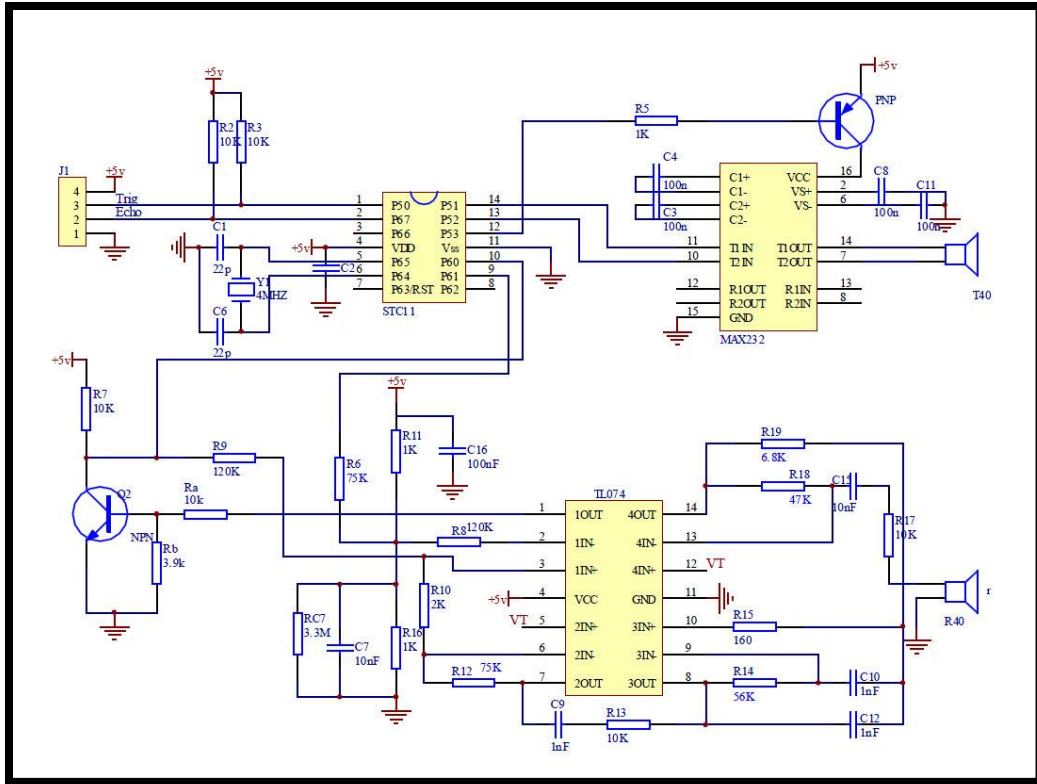 +5v
PNP
+5v
R2
10K
R3
10K
R5
1K
J1
+5v
4
3
2
1
Trig
Echo
1
2
3
4
5
6
7
P50
P67
P66
VDD
P65
P64
P63/RST
P51
P52
P53
Vss
P60
P61
P62
14
13
12
11
10
9
8
STC11
+5v
C2
C1
22p
Y1
4MHZ
C6
22p
C4
100n
C3
100n
C1+
C1-
C2+
C2-
T1IN
T2IN
R1OUT
R2OUT
GND
VCC
VS+
VS-
T1OUT
T2OUT
R1IN
R2IN
11
10
12
15
16
2
6
14
7
13
8
MAX232
C8
100n
C11
100n
T40
+5v
R7
10K
R9
120K
Ra
10k
Q2
NPN
Rb
3.9k
R6
75K
+5v
R11
1K
C16
100nF
R8
120K
RC7
3.3M
C7
10nF
R16
1K
R10
2K
R12
75K
+5v
VT
TL074
1
2
3
4
5
6
7
1OUT
1IN-
1IN+
VCC
2IN+
2IN-
2OUT
4OUT
4IN-
4IN+
GND
3IN+
3IN-
3OUT
14
13
12
11
10
9
8
VT
R19
6.8K
R18
47K
C15
10nF
R17
10K
r
R40
R15
160
R14
56K
C10
1nF
C12
1nF
C9
1nF
R13
10K